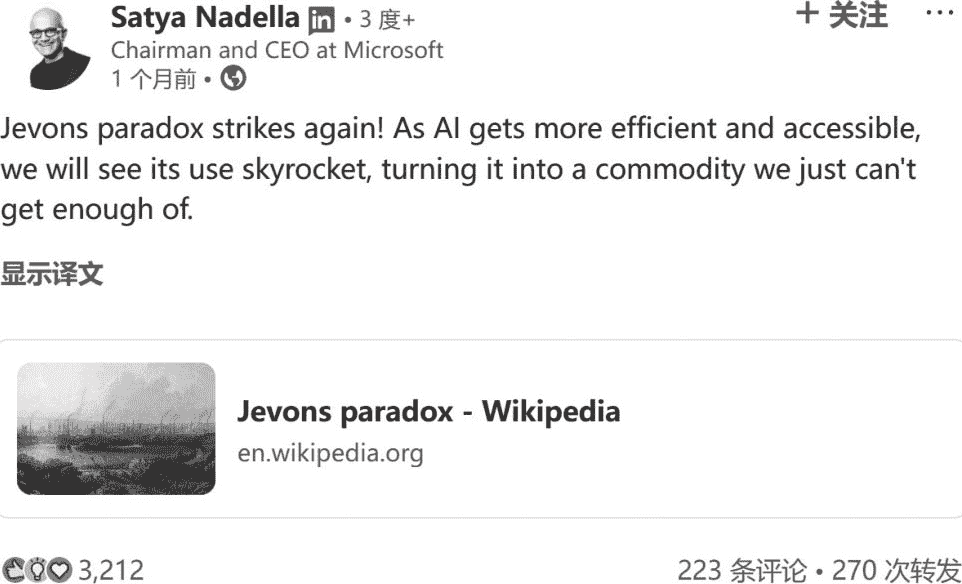 Satya Nadella in • 3 度+
+ 关注 ...
Chairman and CEO at Microsoft
1 个月前 •
Jevons paradox strikes again! As AI gets more efficient and accessible,
we will see its use skyrocket, turning it into a commodity we just can't
get enough of.
显示译文
Jevons paradox - Wikipedia
en.wikipedia.org
3,212
223 条评论 • 270 次转发